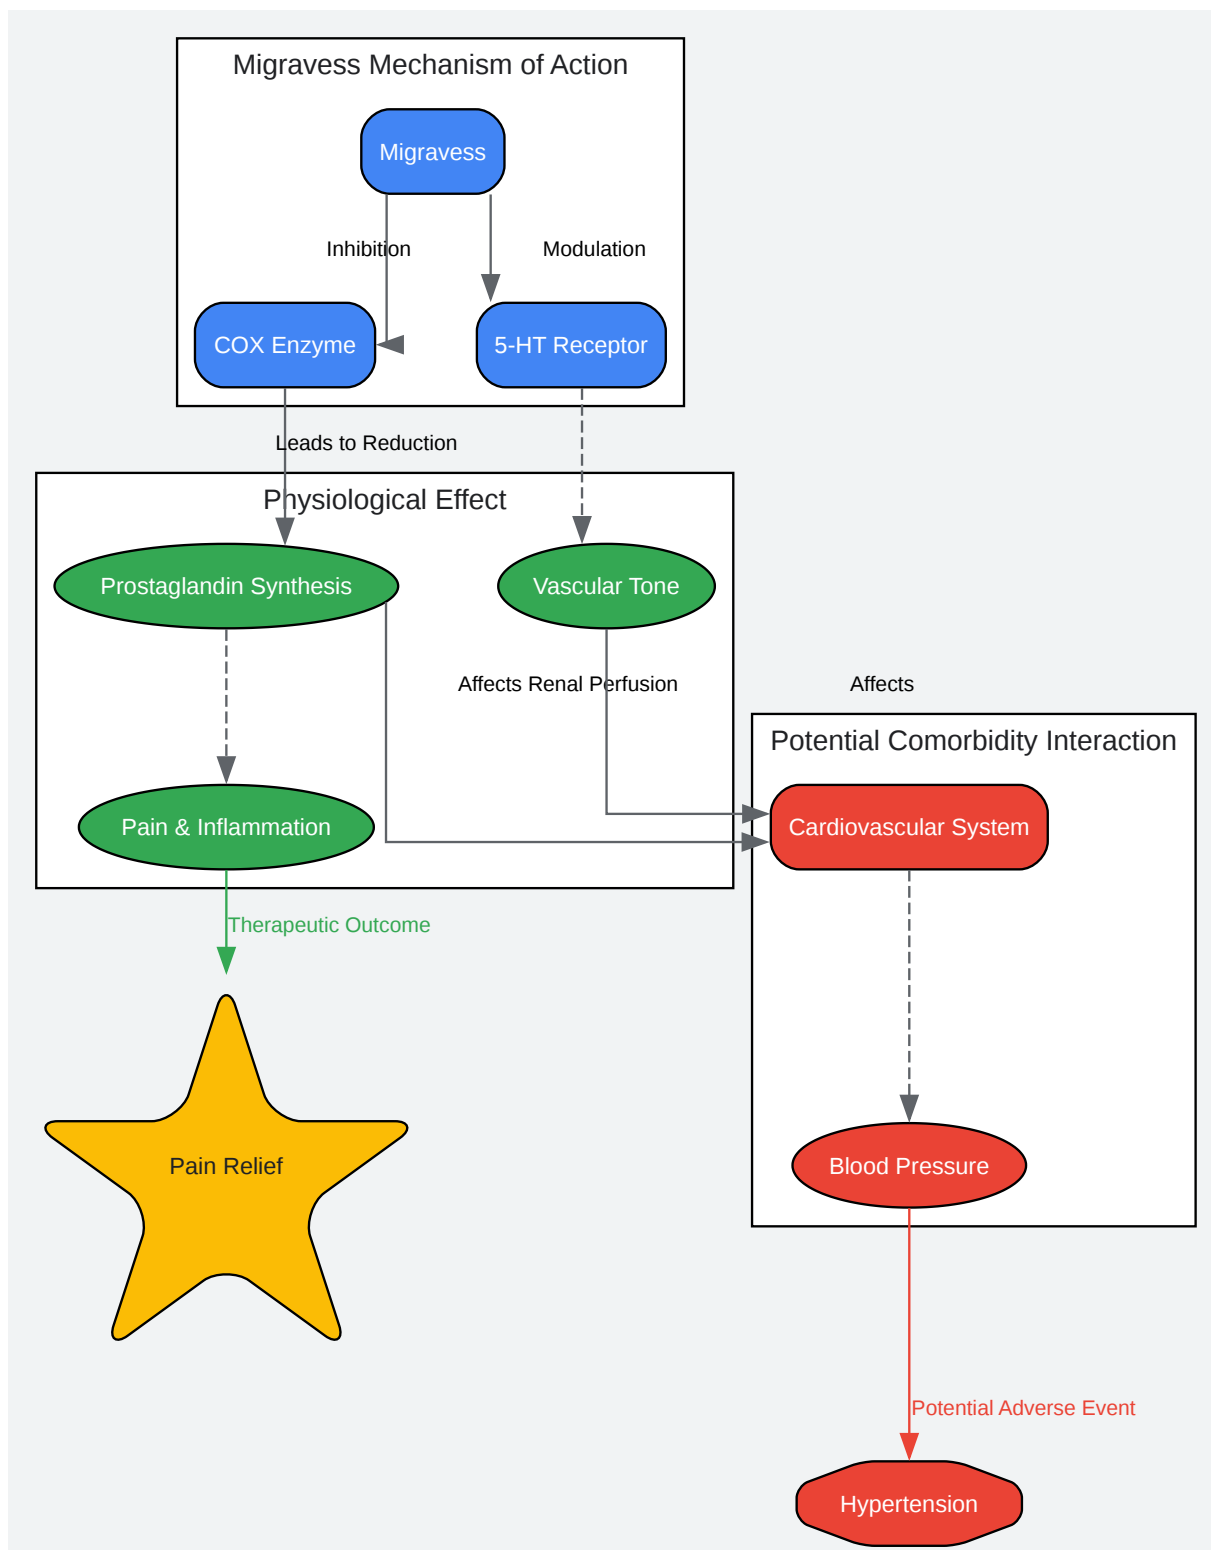 Migravess Mechanism of Action
Migravess
Inhibition
Modulation
COX Enzyme
5-HT Receptor
Leads to Reduction
Physiological Effect
Prostaglandin Synthesis
Vascular Tone
Affects Renal Perfusion
Affects
Potential Comorbidity Interaction
Pain & Inflammation
Cardiovascular System
Therapeutic Outcome
Pain Relief
Blood Pressure
Potential Adverse Event
Hypertension